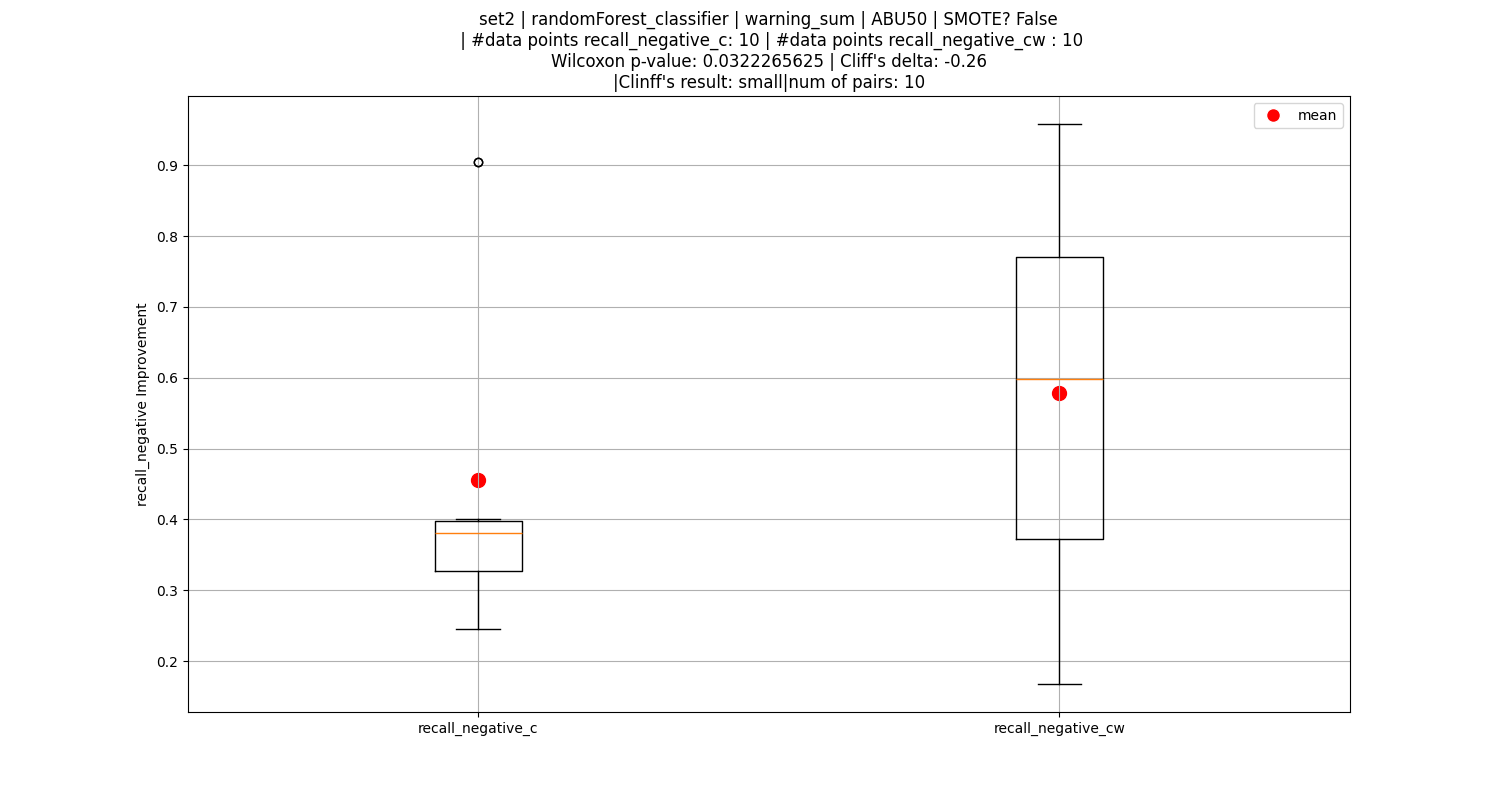 set2 | randomForest_classifier | warning_sum | ABU50 | SMOTE? False
| #data points recall_negative_c: 10 | #data points recall_negative_cw : 10
Wilcoxon p-value: 0.0322265625 | Cliff's delta: -0.26
|Clinff's result: small|num of pairs: 10
mean
0.9
0.8
0.7
0.6
0.5
0.4
0.3
0.2
recall_negative Improvement
recall_negative_c
recall_negative_cw